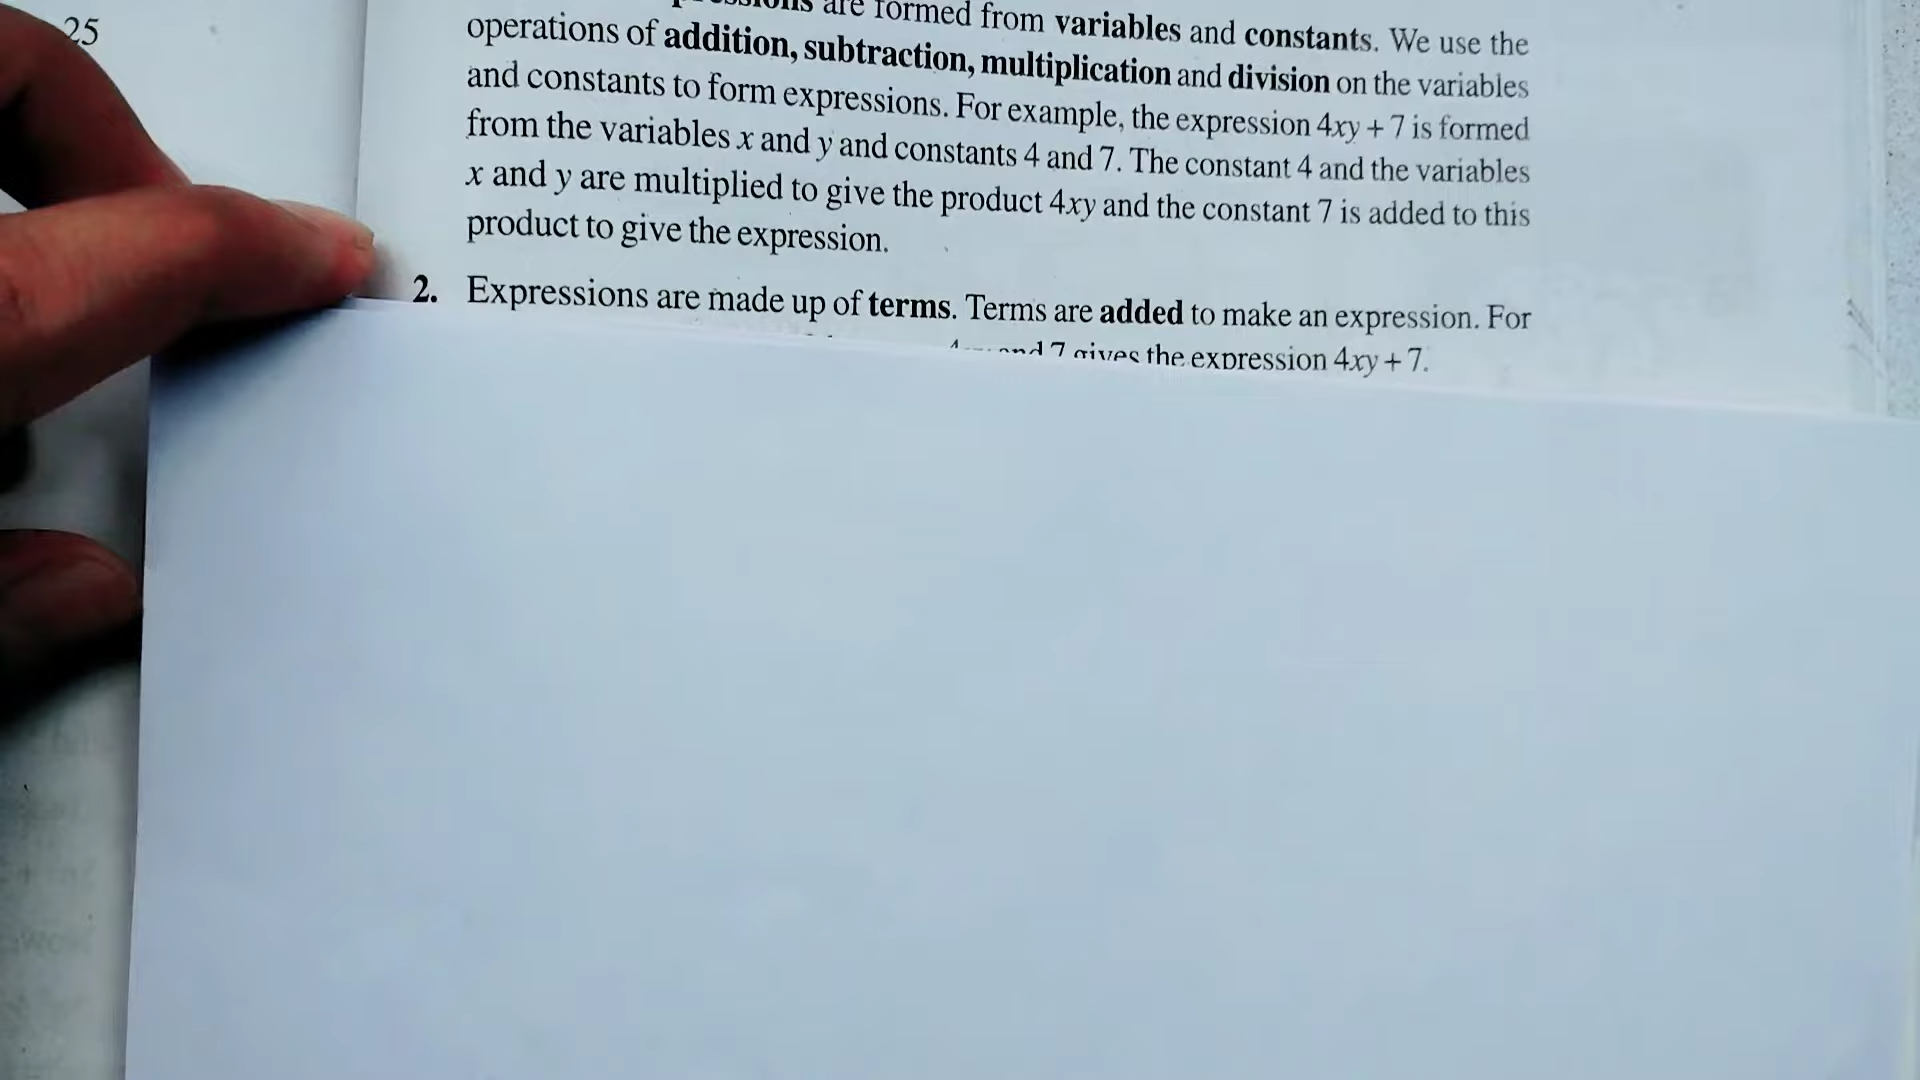 25
are formed from variables and constants. We use the
operations of addition, subtraction, multiplication and division on the variables
and constants to form expressions. For example, the expression 4xy + 7 is formed
from the variables x and y and constants 4 and 7. The constant 4 and the variables
x and y are multiplied to give the product 4xy and the constant 7 is added to this
product to give the expression.
2. Expressions are made up of terms. Terms are added to make an expression. For
and 7 gives the expression 4xy + 7.